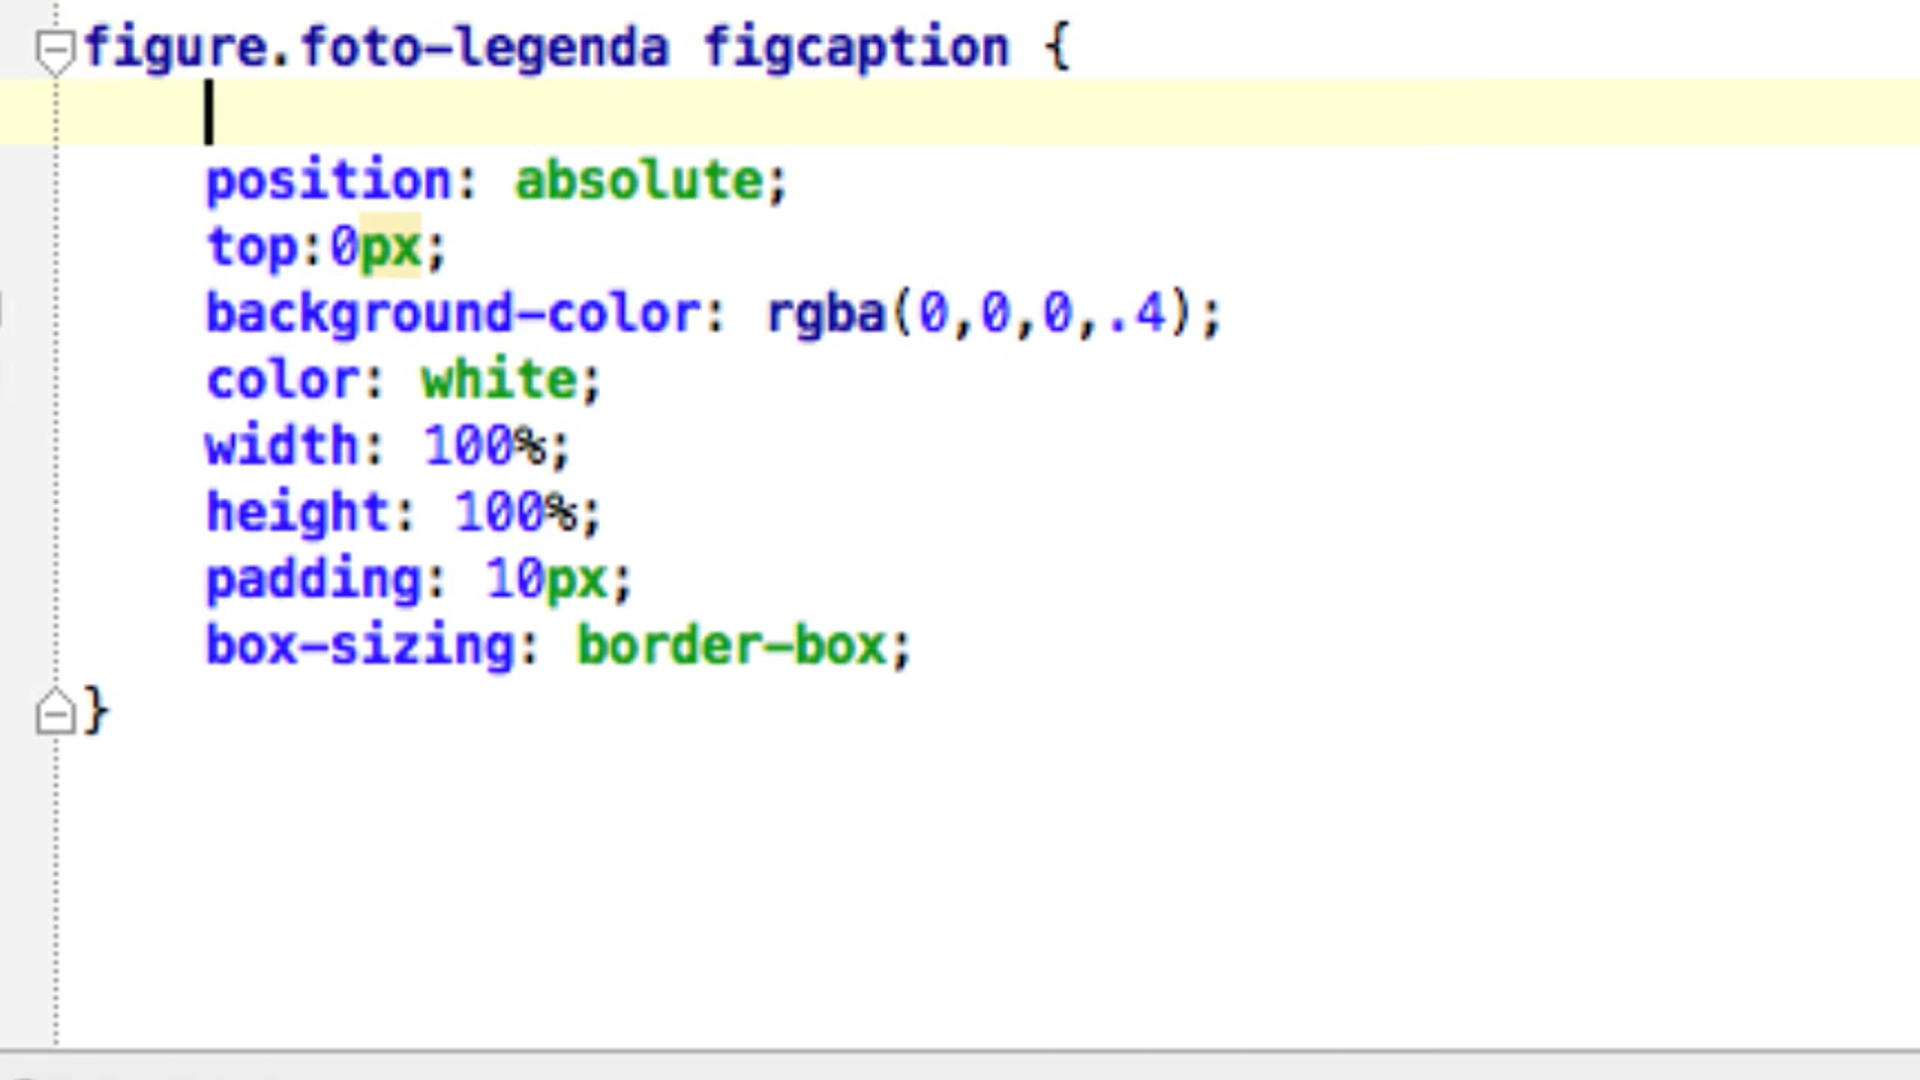 figure.foto-legenda figcaption {
position: absolute;
top:0px;
background-color: rgba(0,0,0,.4);
color: white;
width: 100%;
height: 100%;
padding: 10px;
box-sizing: border-box;
}